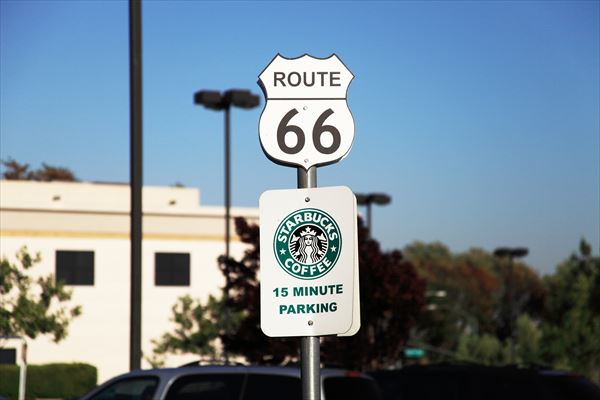 ROUTE
66
STARBUCKS
COFFEE
15 MINUTE
PARKING